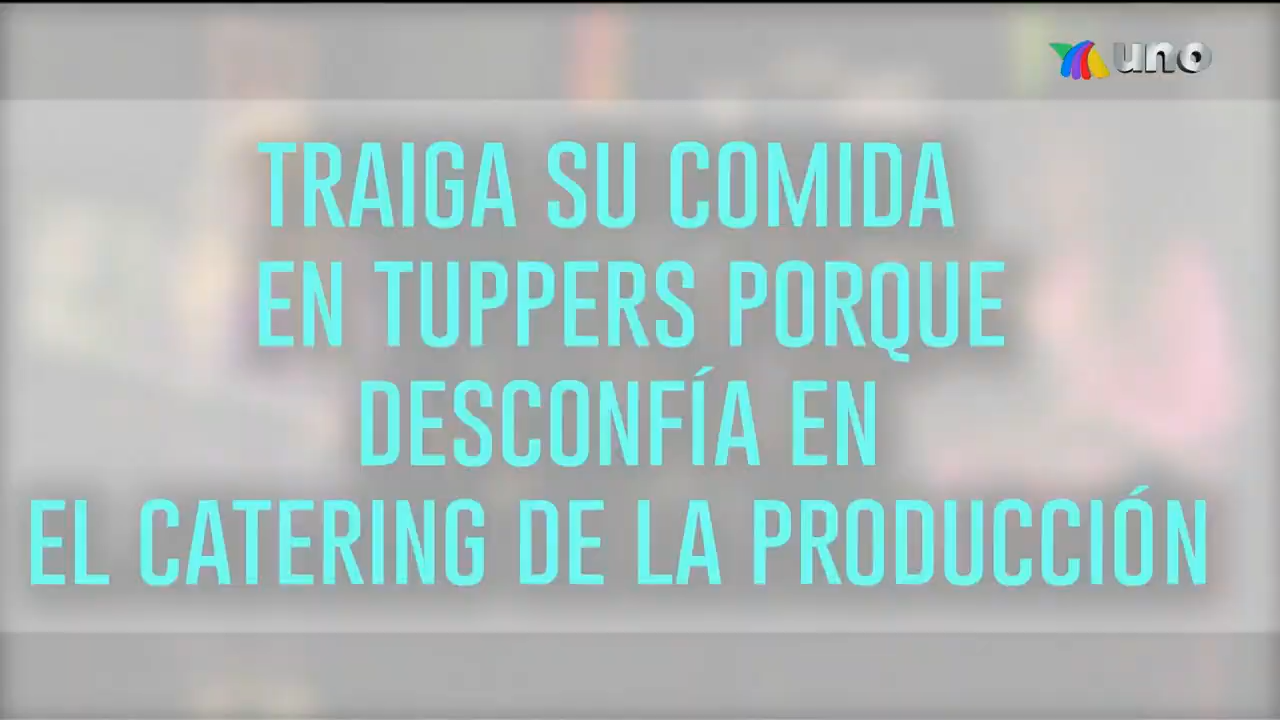 uno
TRAIGA SU COMIDA
EN TUPPERS PORQUE
DESCONFÍA EN
EL CATERING DE LA PRODUCCIÓN